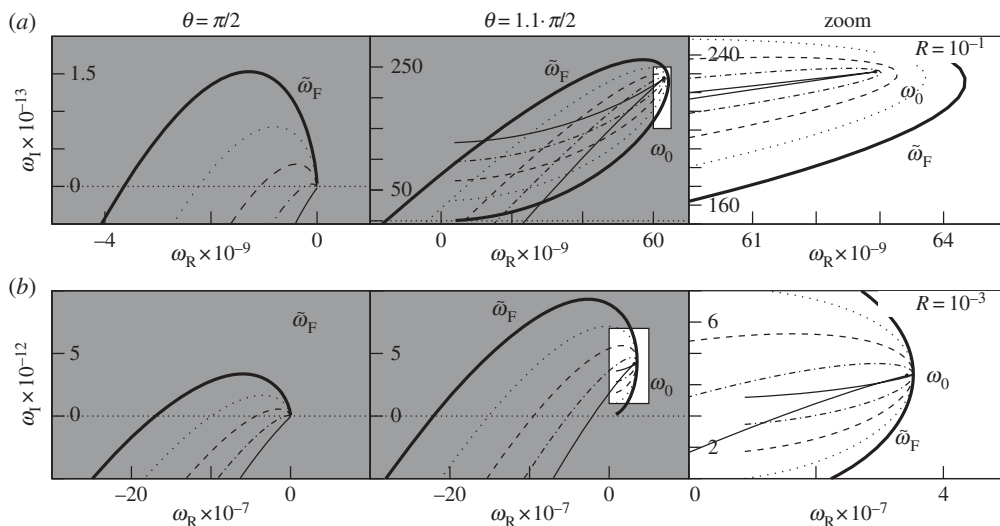 (a) θ = π/2 θ = 1.1·π/2 zoom
1.5
0
ω̃F
ωI × 10−13
−4 0
ωR × 10−9
250
50
ω̃F
ω0
0 60
ωR × 10−9
240
160
R = 10−1
ω0
ω̃F
61 64
ωR × 10−9
(b)
5
0
ω̃F
ωI × 10−12
−20 0
ωR × 10−7
5
0
ω̃F
ω0
−20 0
ωR × 10−7
6
2
R = 10−3
ω0
ω̃F
0 4
ωR × 10−7